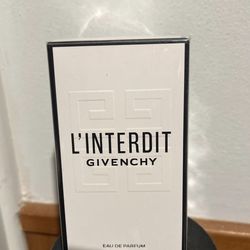 L'INTERDIT
GIVENCHY
EAU DE PARFUM